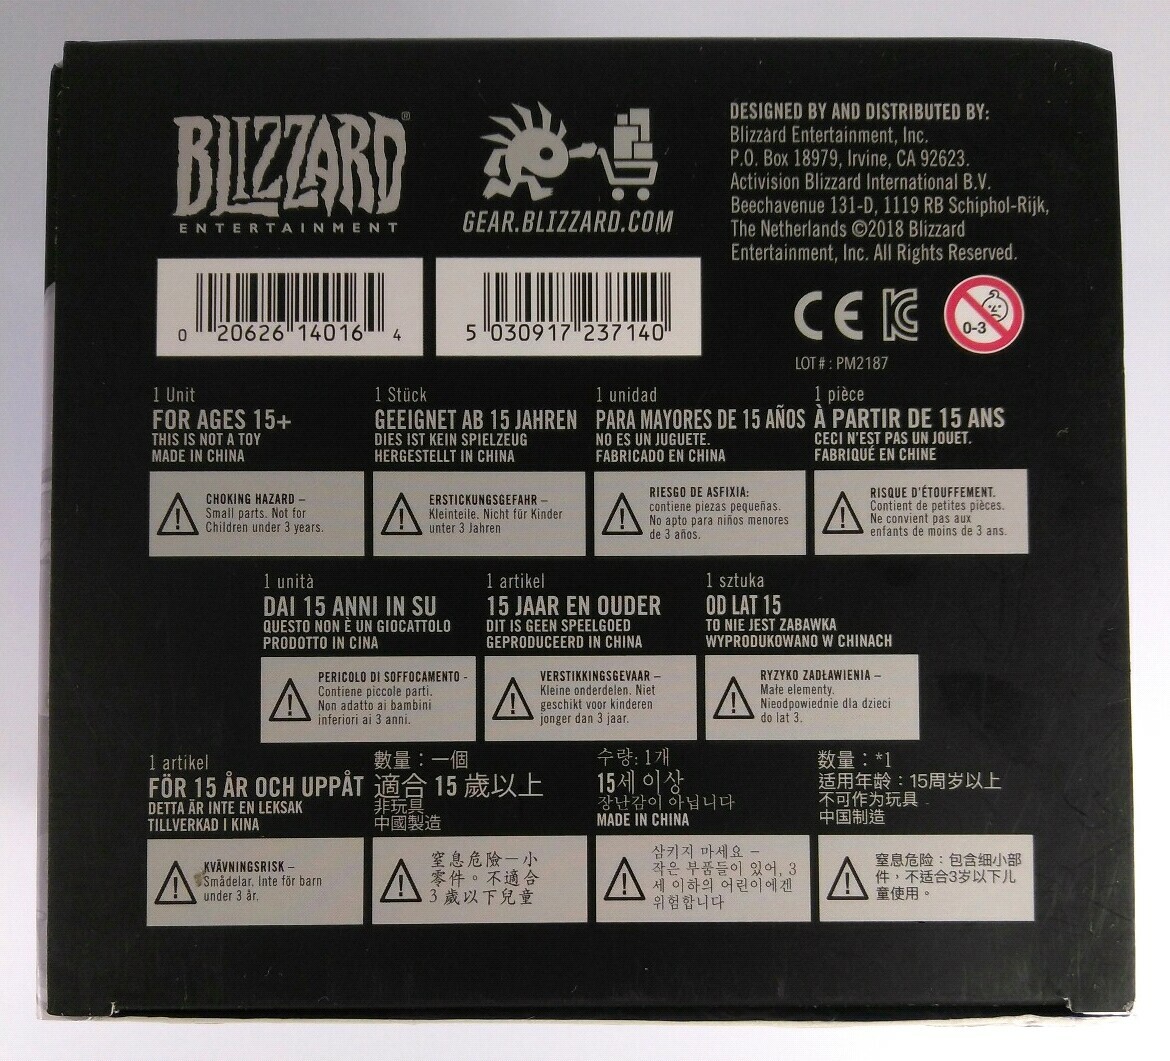 BLIZZARD®
ENTERTAINMENT
GEAR.BLIZZARD.COM
DESIGNED BY AND DISTRIBUTED BY:
Blizzard Entertainment, Inc.
P.O. Box 18979, Irvine, CA 92623.
Activision Blizzard International B.V.
Beechavenue 131-D, 1119 RB Schiphol-Rijk,
The Netherlands ©2018 Blizzard
Entertainment, Inc. All Rights Reserved.
0 20626 14016 4
5 030917 237140
CE
0-3
LOT# : PM2187
1 Unit
FOR AGES 15+
THIS IS NOT A TOY
MADE IN CHINA
CHOKING HAZARD –
Small parts. Not for
Children under 3 years.
1 Stück
GEEIGNET AB 15 JAHREN
DIES IST KEIN SPIELZEUG
HERGESTELLT IN CHINA
ERSTICKUNGSGEFAHR –
Kleinteile. Nicht für Kinder
unter 3 Jahren
1 unidad
PARA MAYORES DE 15 AÑOS
NO ES UN JUGUETE.
FABRICADO EN CHINA
RIESGO DE ASFIXIA:
contiene piezas pequeñas.
No apto para niños menores
de 3 años.
1 pièce
À PARTIR DE 15 ANS
CECI N'EST PAS UN JOUET.
FABRIQUÉ EN CHINE
RISQUE D'ÉTOUFFEMENT.
Contient de petites pièces.
Ne convient pas aux
enfants de moins de 3 ans.
1 unità
DAI 15 ANNI IN SU
QUESTO NON È UN GIOCATTOLO
PRODOTTO IN CINA
PERICOLO DI SOFFOCAMENTO -
Contiene piccole parti.
Non adatto ai bambini
inferiori ai 3 anni.
1 artikel
15 JAAR EN OUDER
DIT IS GEEN SPEELGOED
GEPRODUCEERD IN CHINA
VERSTIKKINGSGEVAAR –
Kleine onderdelen. Niet
geschikt voor kinderen
jonger dan 3 jaar.
1 sztuka
OD LAT 15
TO NIE JEST ZABAWKA
WYPRODUKOWANO W CHINACH
RYZYKO ZADŁAWIENIA –
Małe elementy.
Nieodpowiednie dla dzieci
do lat 3.
1 artikel
FÖR 15 ÅR OCH UPPÅT
DETTA ÄR INTE EN LEKSAK
TILLVERKAD I KINA
KVÄVNINGSRISK –
Smådelar. Inte för barn
under 3 år.
數量：一個
適合 15 歲以上
非玩具
中國製造
窒息危險－小
零件。不適合
3 歲以下兒童
수량: 1개
15세 이상
장난감이 아닙니다
MADE IN CHINA
삼키지 마세요 –
작은 부품들이 있어, 3
세 이하의 어린이에겐
위험합니다
数量：*1
适用年龄：15周岁以上
不可作为玩具
中国制造
窒息危险：包含细小部
件，不适合3岁以下儿
童使用。